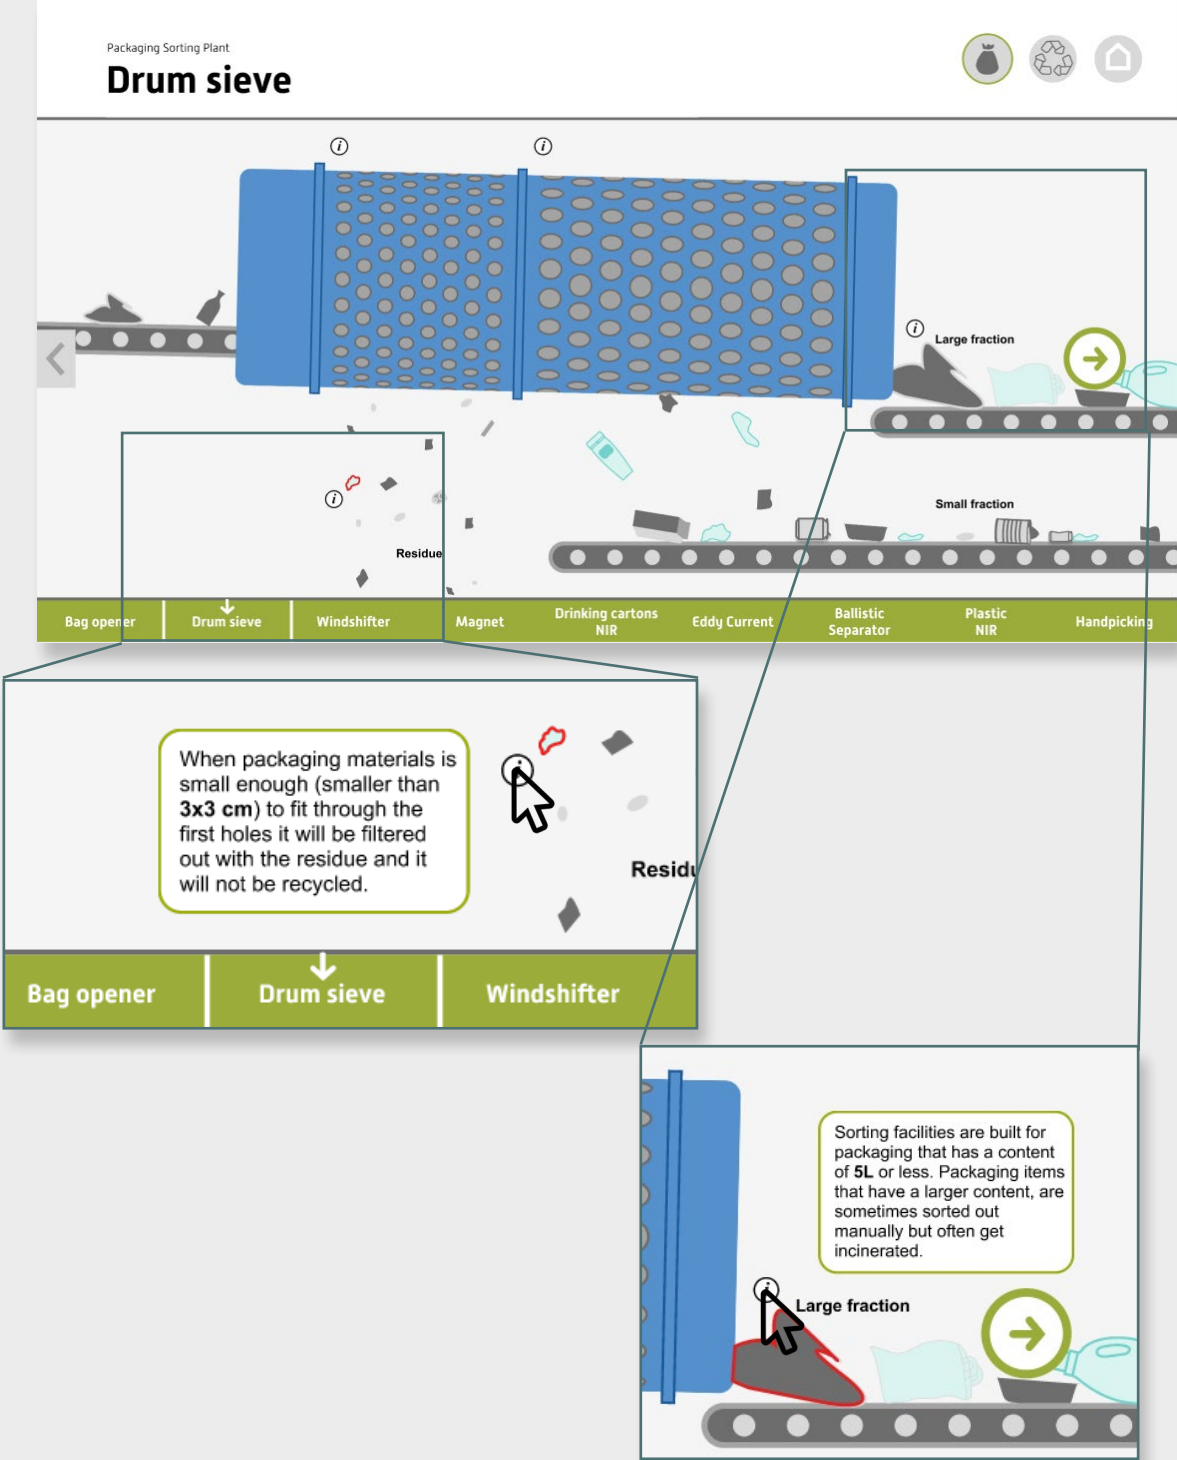 Packaging Sorting Plant
Drum sieve
Large fraction
Small fraction
Residue
Bag opener
Drum sieve
Windshifter
Magnet
Drinking cartons
NIR
Eddy Current
Ballistic
Separator
Plastic
NIR
Handpicking
When packaging materials is
small enough (smaller than
3x3 cm) to fit through the
first holes it will be filtered
out with the residue and it
will not be recycled.
Resid
Bag opener
Drum sieve
Windshifter
Sorting facilities are built for
packaging that has a content
of 5L or less. Packaging items
that have a larger content, are
sometimes sorted out
manually but often get
incinerated.
Large fraction